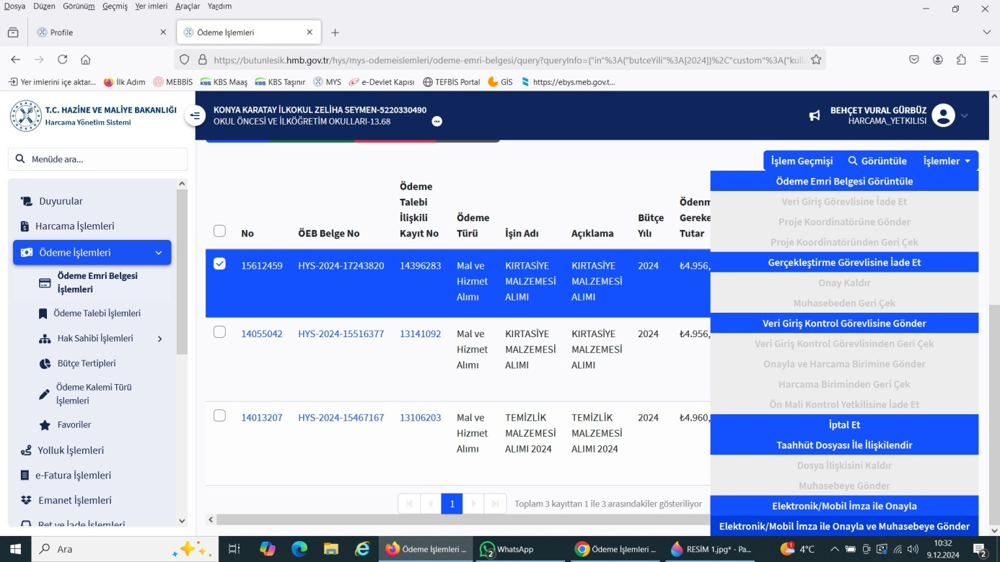 Dosya Düzen Görünüm Geçmiş Yer imleri Araçlar Yardım
Profile
Ödeme İşlemleri
https://butunlesik.hmb.gov.tr/hys/mys-odemeislemleri/odeme-emri-belgesi/query?queryInfo={"in"%3A{"butceYili"%3A[2024]}%2C"custom"%3A{"kull
Yer imlerini içe aktar... İlk Adım MEBBİS KBS Maaş KBS Taşınır MYS e-Devlet Kapısı TEFBİS Portal GİS https://ebys.meb.gov.t...
T.C. HAZİNE VE MALİYE BAKANLIĞI
Harcama Yönetim Sistemi
KONYA KARATAY İLKOKUL ZELİHA SEYMEN-5220330490
OKUL ÖNCESİ VE İLKÖĞRETİM OKULLARI-13.68
BEHÇET VURAL GÜRBÜZ
HARCAMA_YETKILISI
Menüde ara...
Duyurular
Harcama İşlemleri
Ödeme İşlemleri
Ödeme Emri Belgesi
İşlemleri
Ödeme Talebi İşlemleri
Hak Sahibi İşlemleri
Bütçe Tertipleri
Ödeme Kalemi Türü
İşlemleri
Favoriler
Yolluk İşlemleri
e-Fatura İşlemleri
Emanet İşlemleri
Ret ve İade İşlemleri
İşlem Geçmişi Görüntüle İşlemler
Ödeme
Talebi
İlişkili Ödeme Bütçe Gereke
No ÖEB Belge No Kayıt No Türü İşin Adı Açıklama Yılı Tutar
Ödenm
15612459 HYS-2024-17243820 14396283 Mal ve KIRTASİYE KIRTASİYE 2024 ₺4.956,
Hizmet MALZEMESİ MALZEMESİ
Alımı ALIMI ALIMI
14055042 HYS-2024-15516377 13141092 Mal ve KIRTASİYE KIRTASİYE 2024 ₺4.956,
Hizmet MALZEMESİ MALZEMESİ
Alımı ALIMI ALIMI
14013207 HYS-2024-15467167 13106203 Mal ve TEMİZLİK TEMİZLİK 2024 ₺4.960,
Hizmet MALZEMESİ MALZEMESİ
Alımı ALIMI 2024 ALIMI 2024
1 Toplam 3 kayıttan 1 ile 3 arasındakiler gösteriliyor
Ödeme Emri Belgesi Görüntüle
Veri Giriş Görevlisine İade Et
Proje Koordinatörüne Gönder
Proje Koordinatöründen Geri Çek
Gerçekleştirme Görevlisine İade Et
Onay Kaldır
Muhasebeden Geri Çek
Veri Giriş Kontrol Görevlisine Gönder
Veri Giriş Kontrol Görevlisinden Geri Çek
Onayla ve Harcama Birimine Gönder
Harcama Biriminden Geri Çek
Ön Mali Kontrol Yetkilisine İade Et
İptal Et
Taahhüt Dosyası İle İlişkilendir
Dosya İlişkisini Kaldır
Muhasebeye Gönder
Elektronik/Mobil İmza ile Onayla
Elektronik/Mobil İmza ile Onayla ve Muhasebeye Gönder
Ara
Ödeme İşlemleri ... 2 WhatsApp Ödeme İşlemleri ... RESİM 1.jpg* - Pa...
1 4°C
10:32
9.12.2024
2